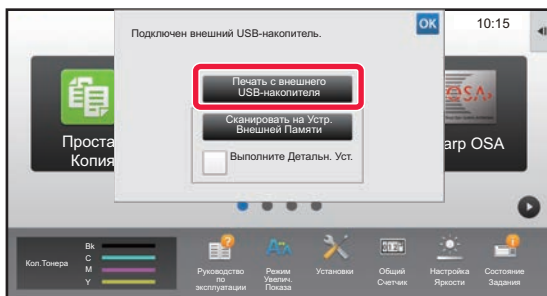 Подключен внешний USB-накопитель.
OK
10:15
Печать с внешнего
USB-накопителя
Сканировать на Устр.
Внешней Памяти
Выполните Детальн. Уст.
Проста
Копия
arp OSA
Кол.Тонера
Bk
C
M
Y
Руководство
по
эксплуатации
Режим
Увелич.
Показа
Установки
Общий
Счетчик
Настройка
Яркости
Состояние
Задания